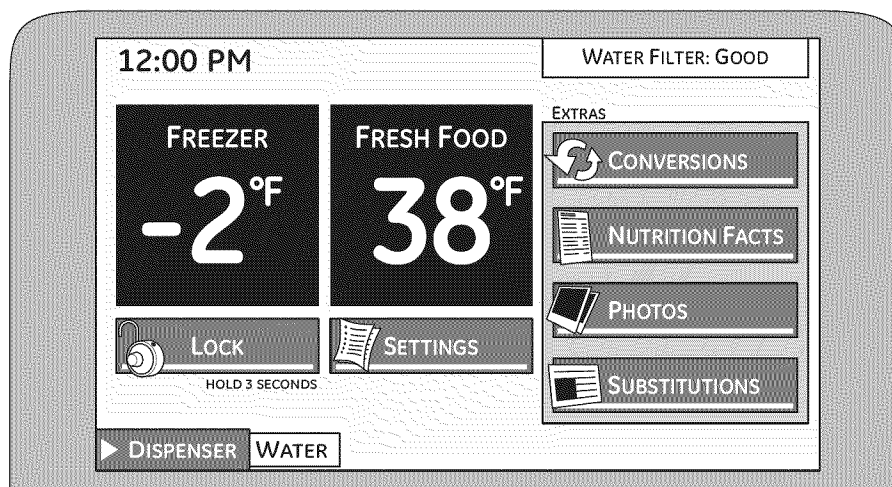 12:00 PM
WATER FILTER: GOOD
FREEZER
-2°F
FRESH FOOD
38°F
EXTRAS
CONVERSIONS
NUTRITION FACTS
PHOTOS
SUBSTITUTIONS
LOCK
HOLD 3 SECONDS
SETTINGS
DISPENSER
WATER